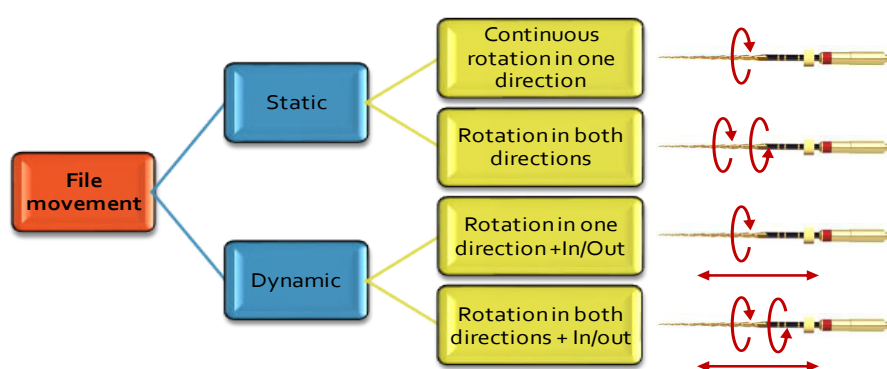 File
movement
Static
Dynamic
Continuous
rotation in one
direction
Rotation in both
directions
Rotation in one
direction +In/Out
Rotation in both
directions + In/out